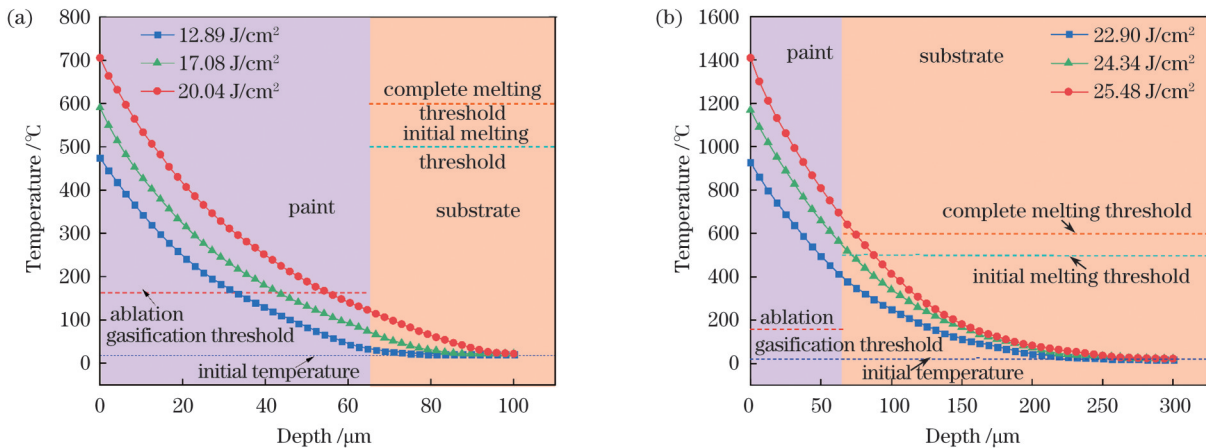 (a)
800
700
600
500
400
300
200
100
0
Temperature /℃
12.89 J/cm²
17.08 J/cm²
20.04 J/cm²
complete melting
threshold
initial melting
threshold
paint
substrate
ablation
gasification threshold
initial temperature
0
20
40
60
80
100
Depth /μm
(b)
1600
1400
1200
1000
800
600
400
200
0
Temperature /℃
paint
substrate
22.90 J/cm²
24.34 J/cm²
25.48 J/cm²
complete melting threshold
initial melting threshold
ablation
gasification threshold
initial temperature
0
50
100
150
200
250
300
Depth /μm